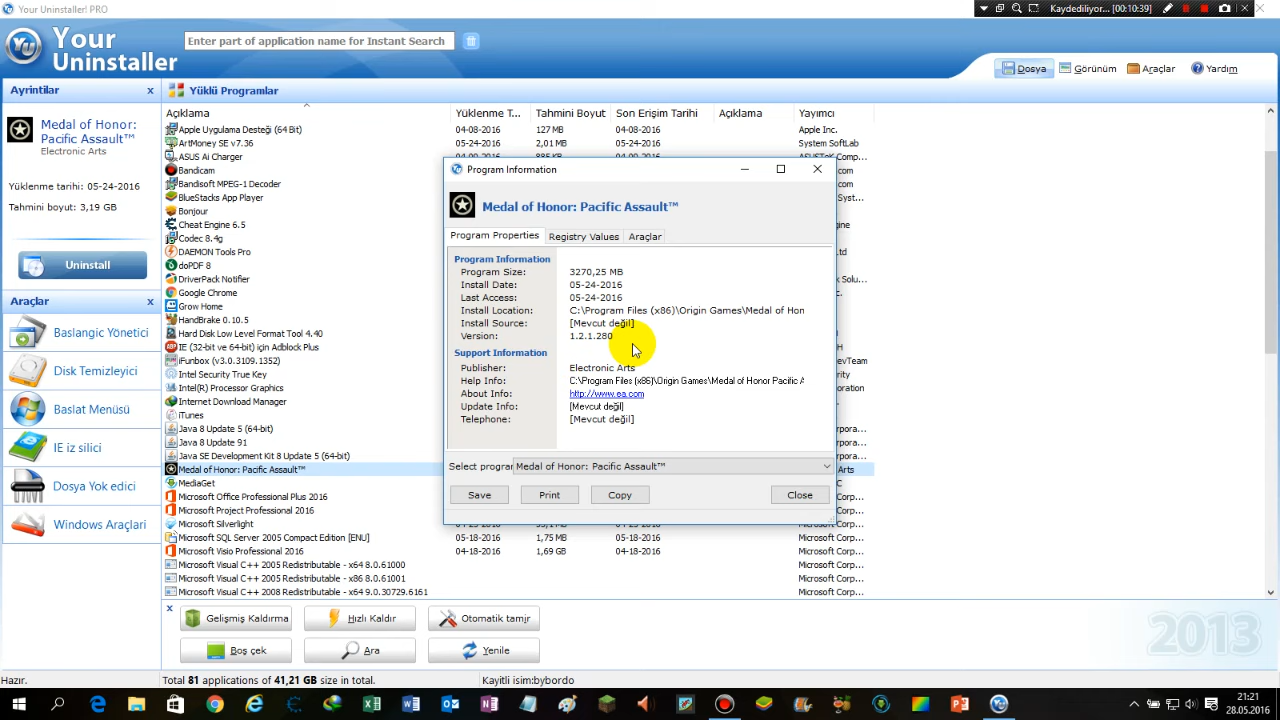 Your Uninstaller! PRO
Kaydediliyor... [00:10:39]
Your Uninstaller
Enter part of application name for Instant Search
Dosya Görünüm Araçlar Yardım
Ayrintilar x
Medal of Honor: Pacific Assault™
Electronic Arts
Yüklenme tarihi: 05-24-2016
Tahmini boyut: 3,19 GB
Uninstall
Araçlar x
Baslangic Yönetici
Disk Temizleyici
Baslat Menüsü
IE iz silici
Dosya Yok edici
Windows Araçlari
Yüklü Programlar
Açıklama Yüklenme T... Tahmini Boyut Son Erişim Tarihi Açıklama Yayımcı
Apple Uygulama Desteği (64 Bit) 04-08-2016 127 MB 04-08-2016 Apple Inc.
ArtMoney SE v7.36 05-24-2016 2,01 MB 05-24-2016 System SoftLab
ASUS Ai Charger
Bandicam
Bandisoft MPEG-1 Decoder
BlueStacks App Player
Bonjour
Cheat Engine 6.5
Codec 8.4g
DAEMON Tools Pro
doPDF 8
DriverPack Notifier
Google Chrome
Grow Home
HandBrake 0.10.5
Hard Disk Low Level Format Tool 4.40
IE (32-bit ve 64-bit) için Adblock Plus
iFunbox (v3.0.3109.1352)
Intel Security True Key
Intel(R) Processor Graphics
Internet Download Manager
iTunes
Java 8 Update 5 (64-bit)
Java 8 Update 91
Java SE Development Kit 8 Update 5 (64-bit)
Medal of Honor: Pacific Assault™ Arts
MediaGet
Microsoft Office Professional Plus 2016 Microsoft Corp...
Microsoft Project Professional 2016 Microsoft Corp...
Microsoft Silverlight Microsoft Corp...
Microsoft SQL Server 2005 Compact Edition [ENU] 05-18-2016 1,75 MB 05-18-2016 Microsoft Corp...
Microsoft Visio Professional 2016 04-18-2016 1,69 GB 04-18-2016 Microsoft Corp...
Microsoft Visual C++ 2005 Redistributable - x64 8.0.61000 Microsoft Corp...
Microsoft Visual C++ 2005 Redistributable - x86 8.0.61001 Microsoft Corp...
Microsoft Visual C++ 2008 Redistributable - x64 9.0.30729.6161 Microsoft Corp...
Program Information
Medal of Honor: Pacific Assault™
Program Properties Registry Values Araçlar
Program Information
Program Size: 3270,25 MB
Install Date: 05-24-2016
Last Access: 05-24-2016
Install Location: C:\Program Files (x86)\Origin Games\Medal of Hon
Install Source: [Mevcut değil]
Version: 1.2.1.280
Support Information
Publisher: Electronic Arts
Help Info: C:\Program Files (x86)\Origin Games\Medal of Honor Pacific A
About Info: http://www.ea.com
Update Info: [Mevcut değil]
Telephone: [Mevcut değil]
Select prograr Medal of Honor: Pacific Assault™
Save Print Copy Close
Gelişmiş Kaldırma Hızlı Kaldır Otomatik tamir
Boş çek Ara Yenile
2013
Hazır. Total 81 applications of 41,21 GB size in total. Kayitli isim:bybordo
21:21
28.05.2016